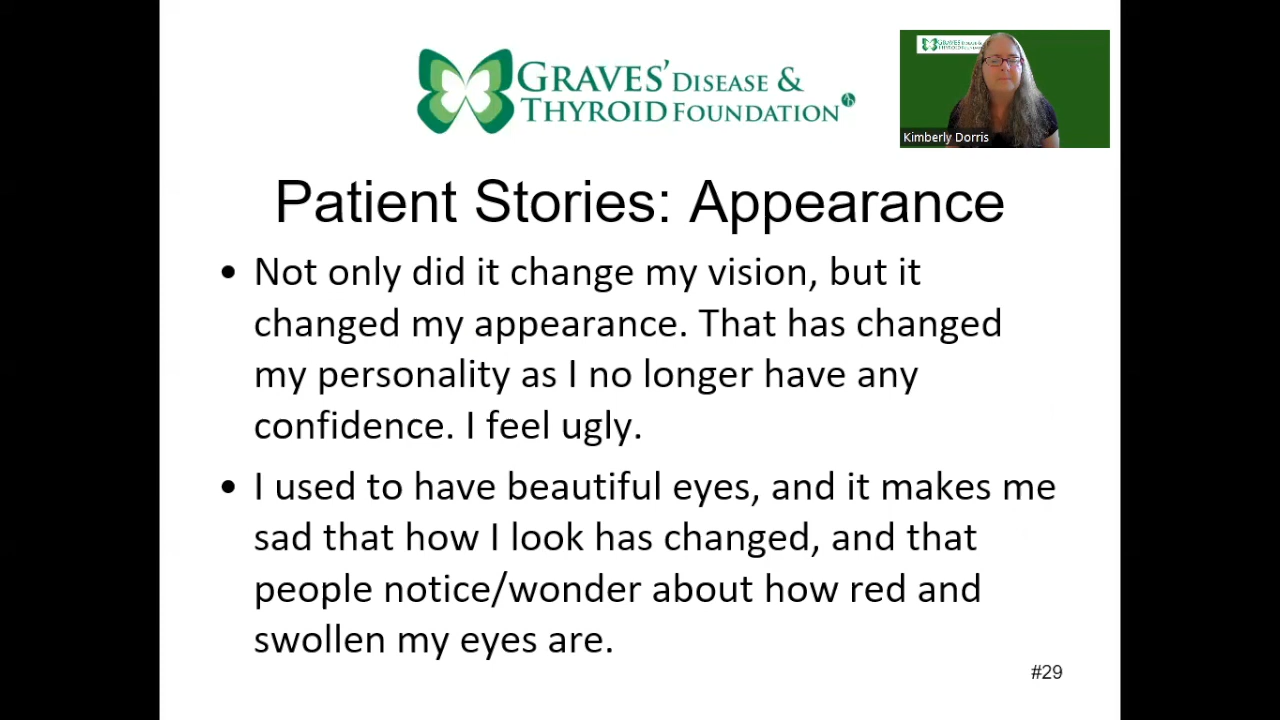 GRAVES' DISEASE &
THYROID FOUNDATION
Kimberly Dorris
Patient Stories: Appearance
• Not only did it change my vision, but it
changed my appearance. That has changed
my personality as I no longer have any
confidence. I feel ugly.
• I used to have beautiful eyes, and it makes me
sad that how I look has changed, and that
people notice/wonder about how red and
swollen my eyes are.
#29